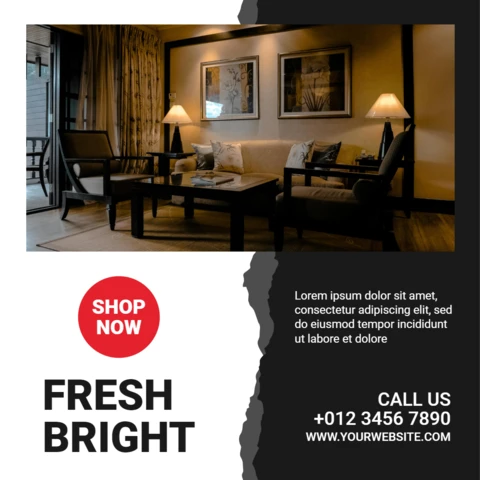 SHOP
NOW
FRESH
BRIGHT
Lorem ipsum dolor sit amet,
consectetur adipiscing elit, sed
do eiusmod tempor incididunt
ut labore et dolore
CALL US
+012 3456 7890
WWW.YOURWEBSITE.COM